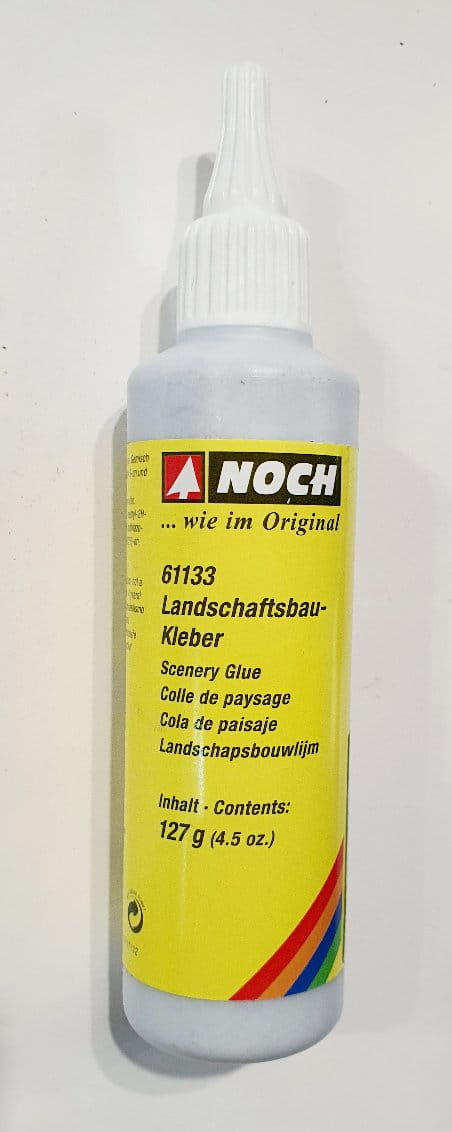 NOCH
... wie im Original
61133
Landschaftsbau-
Kleber
Scenery Glue
Colle de paysage
Cola de paisaje
Landschapsbouwlijm
Inhalt · Contents:
127 g (4.5 oz.)